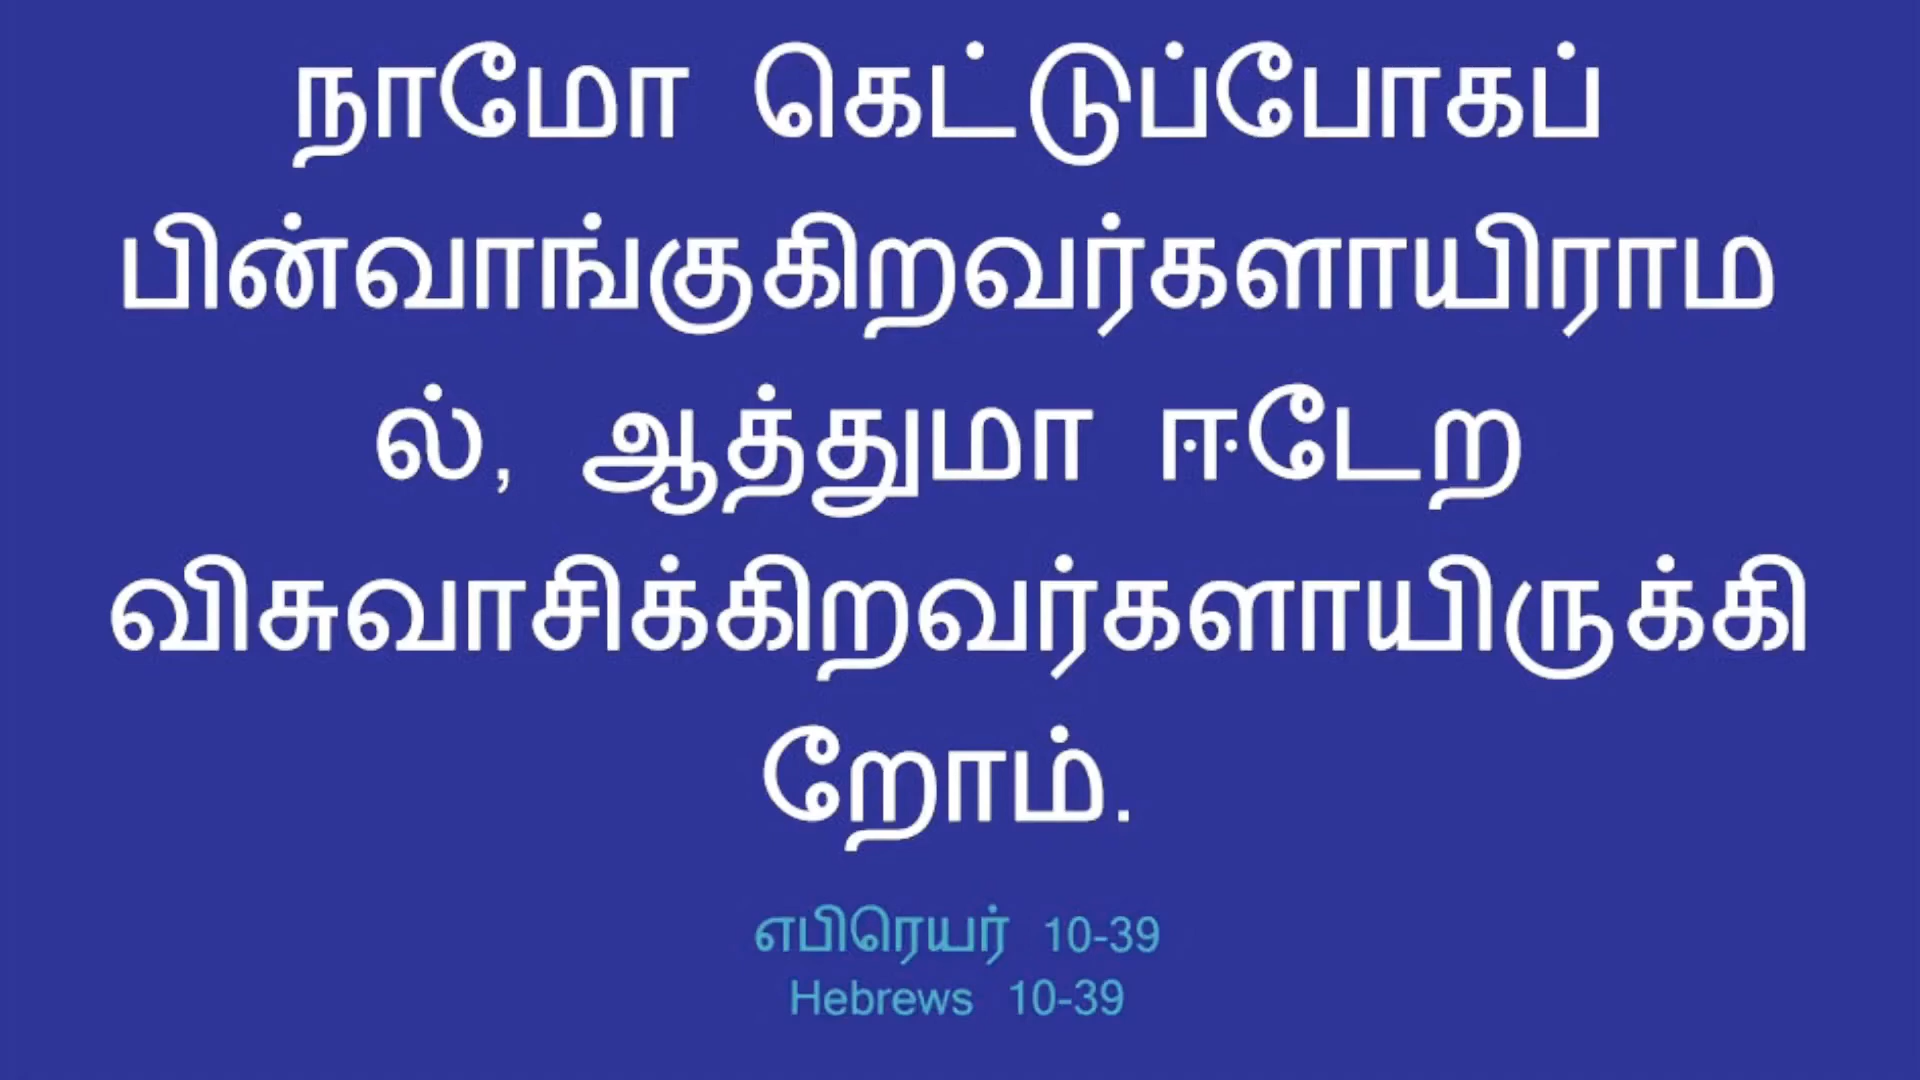 நாமோ கெட்டுப்போகப்
பின்வாங்குகிறவர்களாயிராம
ல், ஆத்துமா ஈடேற
விசுவாசிக்கிறவர்களாயிருக்கி
றோம்.
எபிரெயர் 10-39
Hebrews 10-39